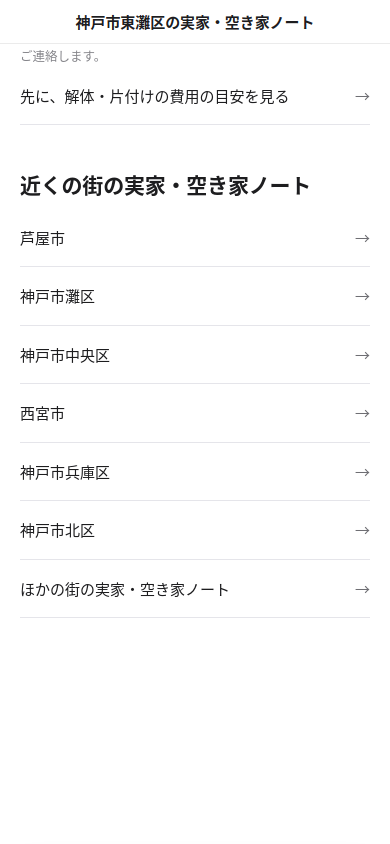 神戸市東灘区の実家・空き家ノート
ご連絡します。
先に、解体・片付けの費用の目安を見る →
近くの街の実家・空き家ノート
芦屋市 →
神戸市灘区 →
神戸市中央区 →
西宮市 →
神戸市兵庫区 →
神戸市北区 →
ほかの街の実家・空き家ノート →